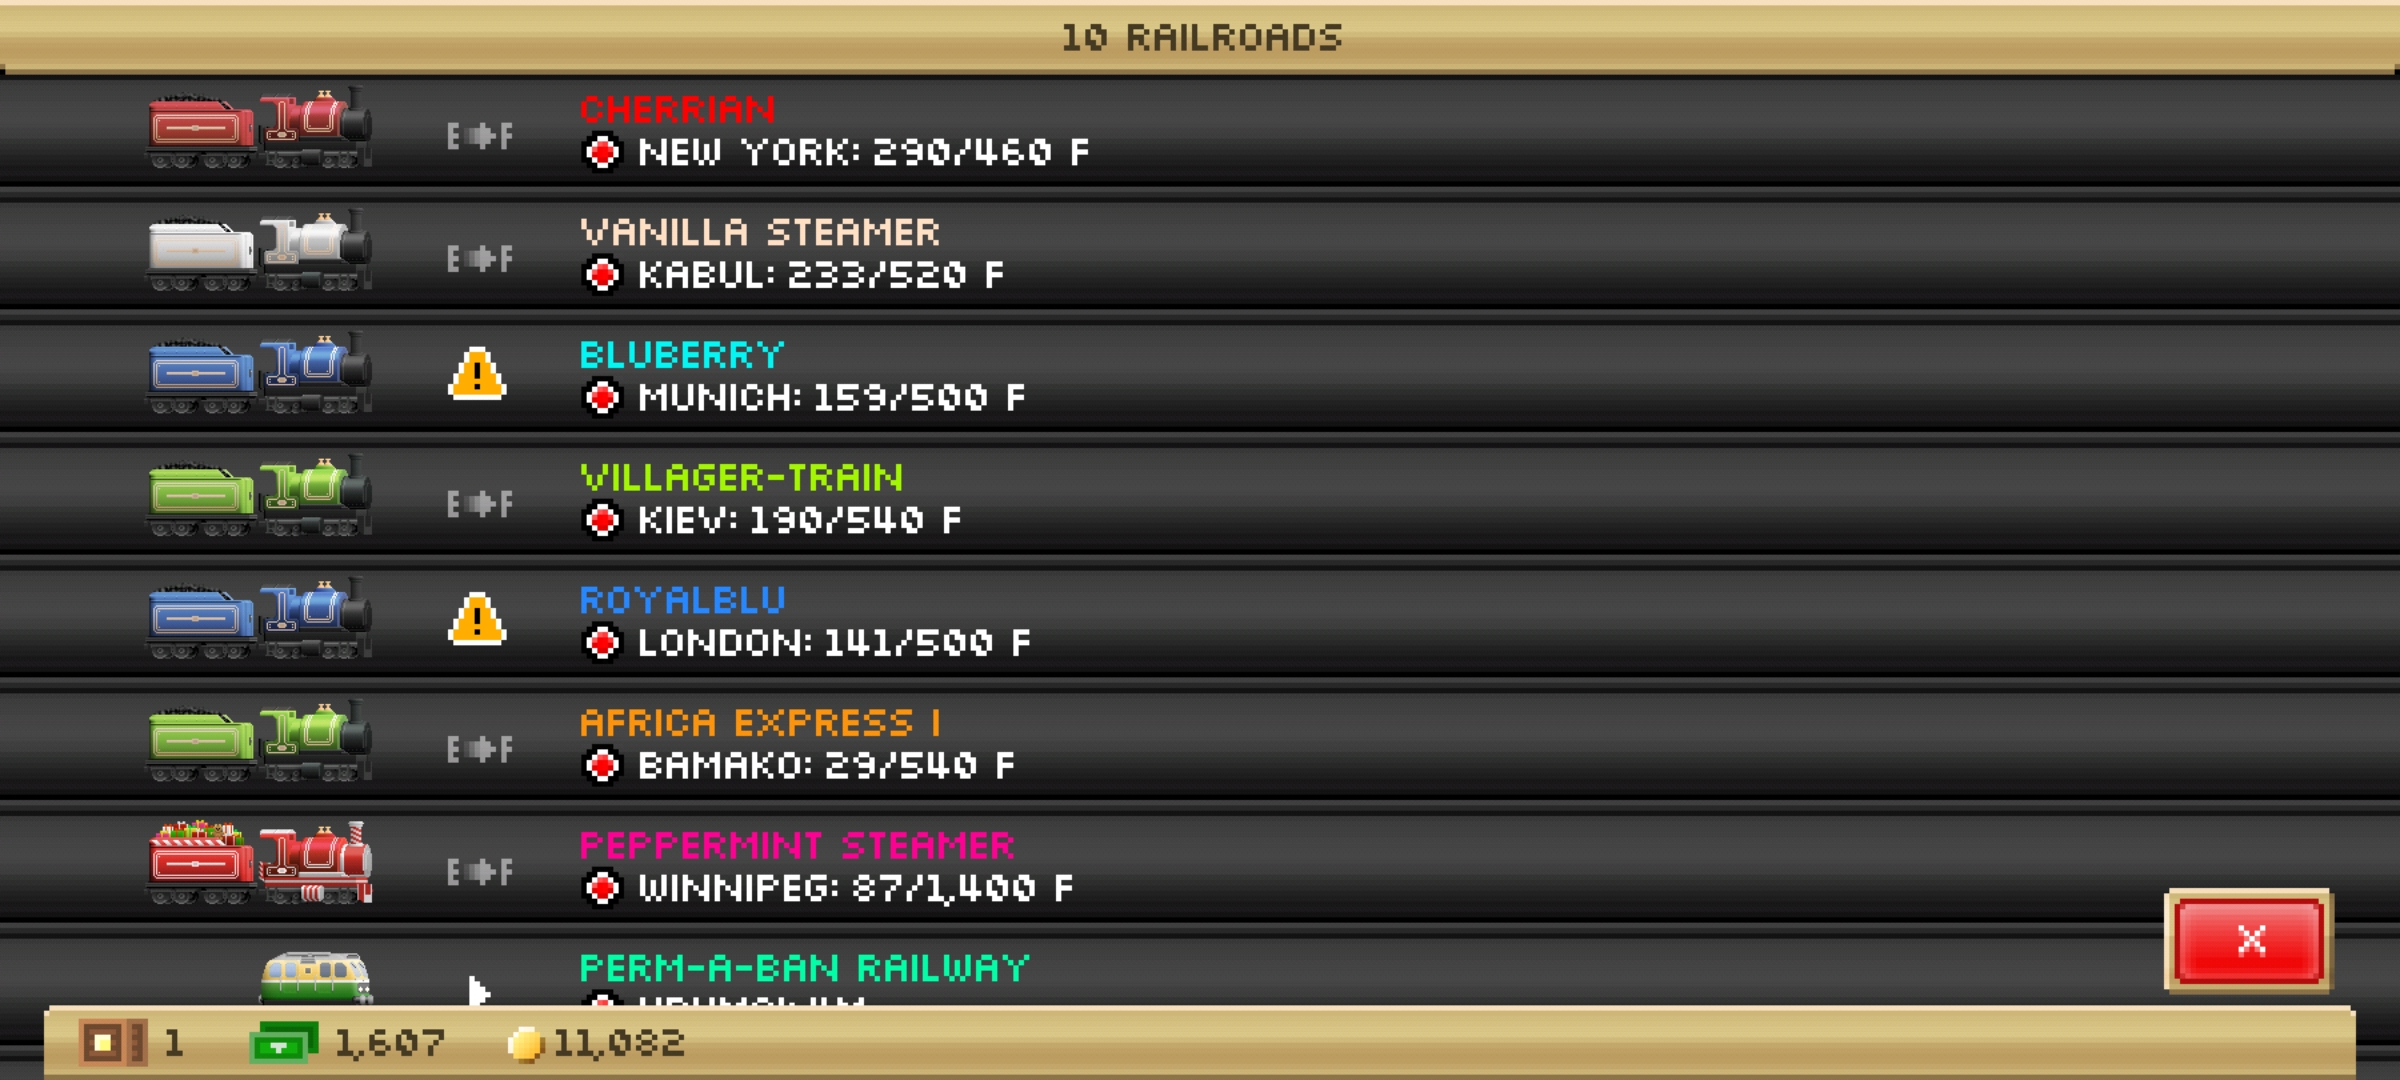 10 RAILROADS
CHERRIAN
E F NEW YORK: 290/460 F
VANILLA STEAMER
E F KABUL: 233/520 F
BLUBERRY
! MUNICH: 159/500 F
VILLAGER-TRAIN
E F KIEV: 190/540 F
ROYALBLU
! LONDON: 141/500 F
AFRICA EXPRESS I
E F BAMAKO: 29/540 F
PEPPERMINT STEAMER
E F WINNIPEG: 87/1,400 F
X
PERM-A-BAN RAILWAY
1 1,607 11,082